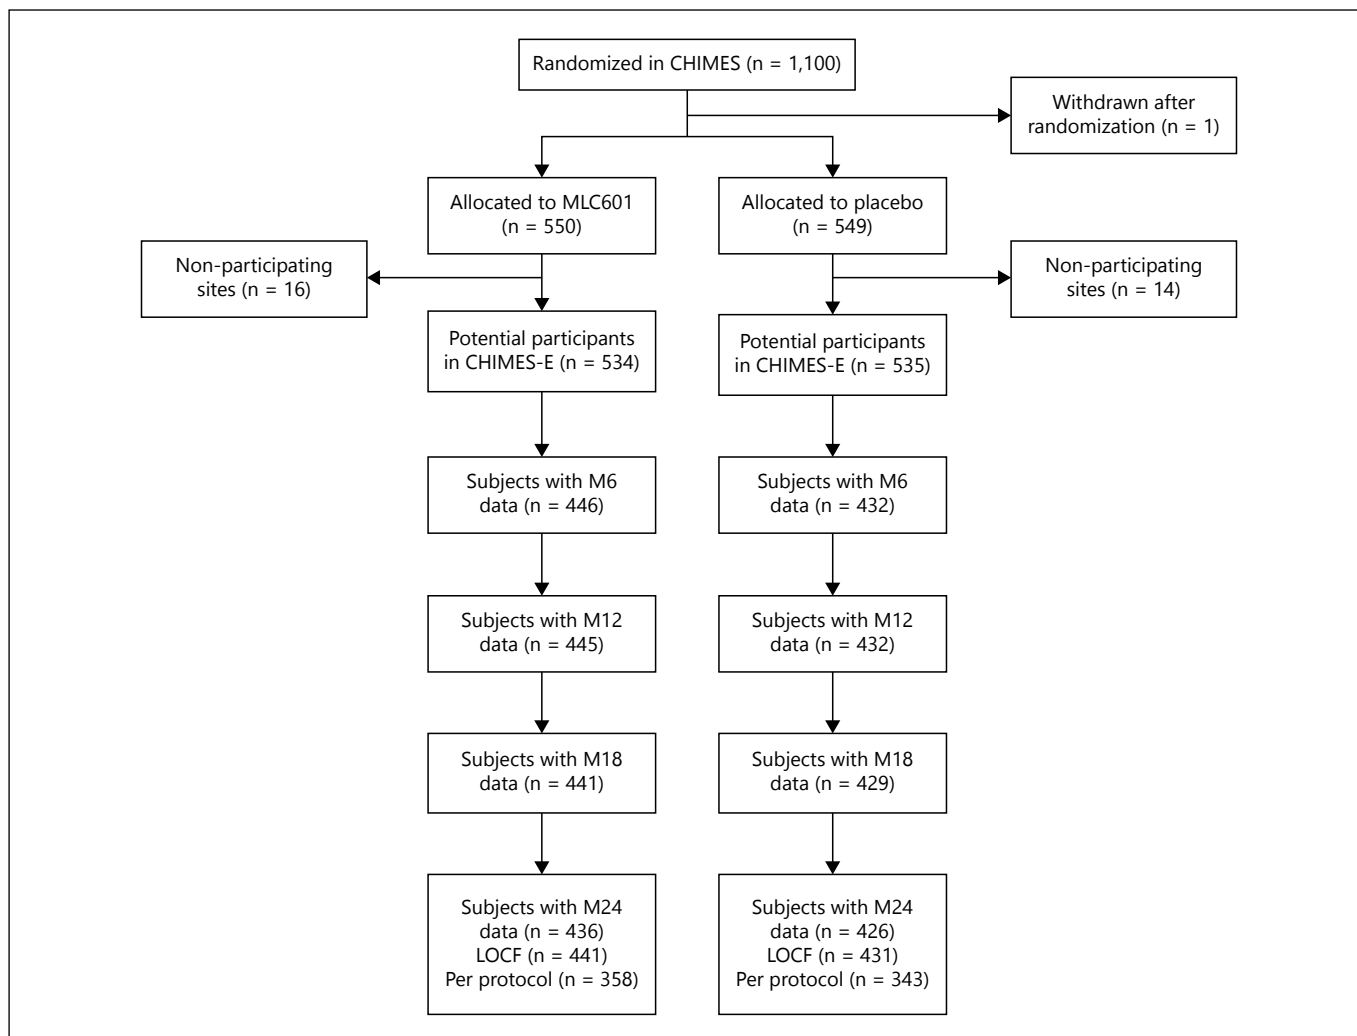 Randomized in CHIMES (n = 1,100)
Withdrawn after
randomization (n = 1)
Allocated to MLC601
(n = 550)
Allocated to placebo
(n = 549)
Non-participating
sites (n = 16)
Non-participating
sites (n = 14)
Potential participants
in CHIMES-E (n = 534)
Potential participants
in CHIMES-E (n = 535)
Subjects with M6
data (n = 446)
Subjects with M6
data (n = 432)
Subjects with M12
data (n = 445)
Subjects with M12
data (n = 432)
Subjects with M18
data (n = 441)
Subjects with M18
data (n = 429)
Subjects with M24
data (n = 436)
LOCF (n = 441)
Per protocol (n = 358)
Subjects with M24
data (n = 426)
LOCF (n = 431)
Per protocol (n = 343)